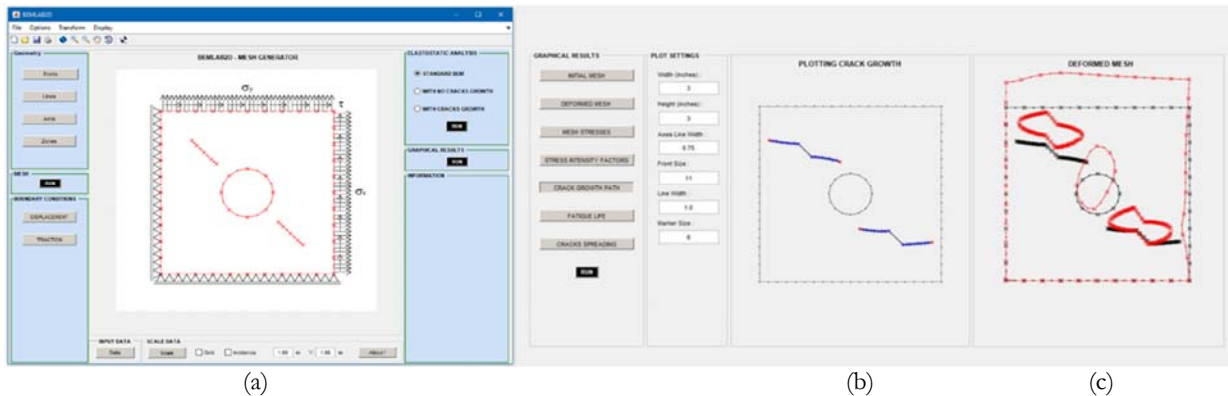 BEMLAB2D
File Options Transform Display
Geometry
Points
Lines
Arcs
Zones
MESH
RUN
BOUNDARY CONDITIONS
DISPLACEMENT
TRACTION
BEMLAB2D - MESH GENERATOR
σy
τ
σx
INPUT DATA
Data
SCALE DATA
Scale
Grid
Incidence
1.00
Y:
1.00
About !
ELASTOSTATIC ANALYSIS
STANDARD BEM
WITH NO CRACKS GROWTH
WITH CRACKS GROWTH
RUN
GRAPHICAL RESULTS
RUN
INFORMATION
GRAPHICAL RESULTS
INITIAL MESH
DEFORMED MESH
MESH STRESSES
STRESS INTENSITY FACTORS
CRACK GROWTH PATH
FATIGUE LIFE
CRACKS SPREADING
RUN
PLOT SETTINGS
Width (inches) :
3
Height (inches) :
3
Axes Line Width :
0.75
Front Size :
11
Line Width :
1.0
Marker Size :
6
PLOTTING CRACK GROWTH
DEFORMED MESH
(a)
(b)
(c)